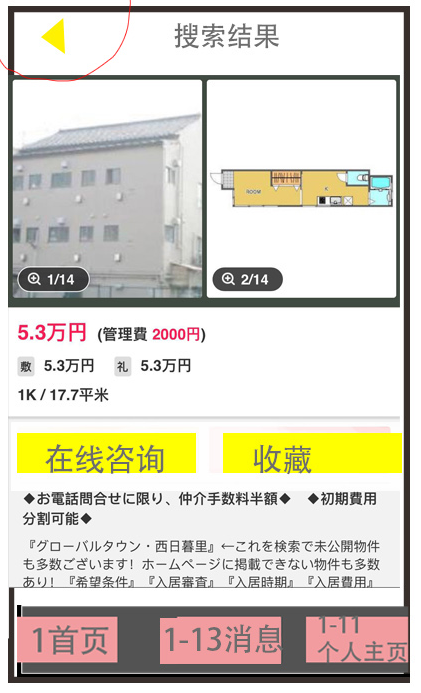 搜索结果
ROOM
K
1/14
2/14
5.3万円 (管理費 2000円)
敷 5.3万円 礼 5.3万円
1K / 17.7平米
在线咨询 收藏
◆お電話問合せに限り、仲介手数料半額◆ ◆初期費用
分割可能◆
『グローバルタウン・西日暮里』←これを検索で未公開物件
も多数ございます！ホームページに掲載できない物件も多数
あり！『希望条件』『入居審査』『入居時期』『入居費用』
1首页 1-13消息 1-11
个人主页